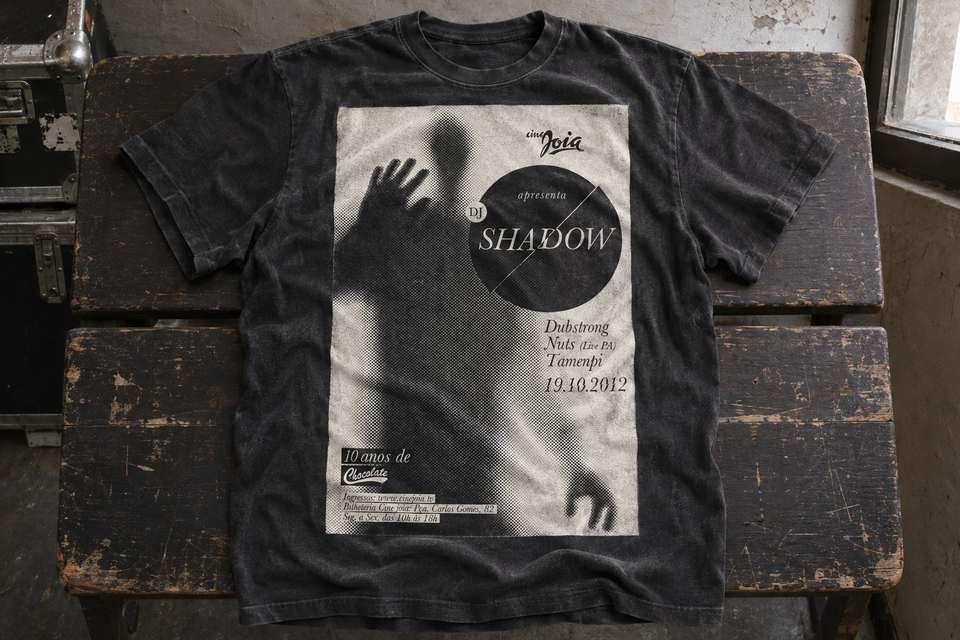 cine Joia
apresenta
DJ
SHADOW
Dubstrong
Nuts (Live PA)
Tamenpi
19.10.2012
10 anos de
Chocolate
Ingressos: www.cinejoia.tv
Bilheteria Cine joia: Pça. Carlos Gomes, 82
Seg. a Sex. das 10h às 18h